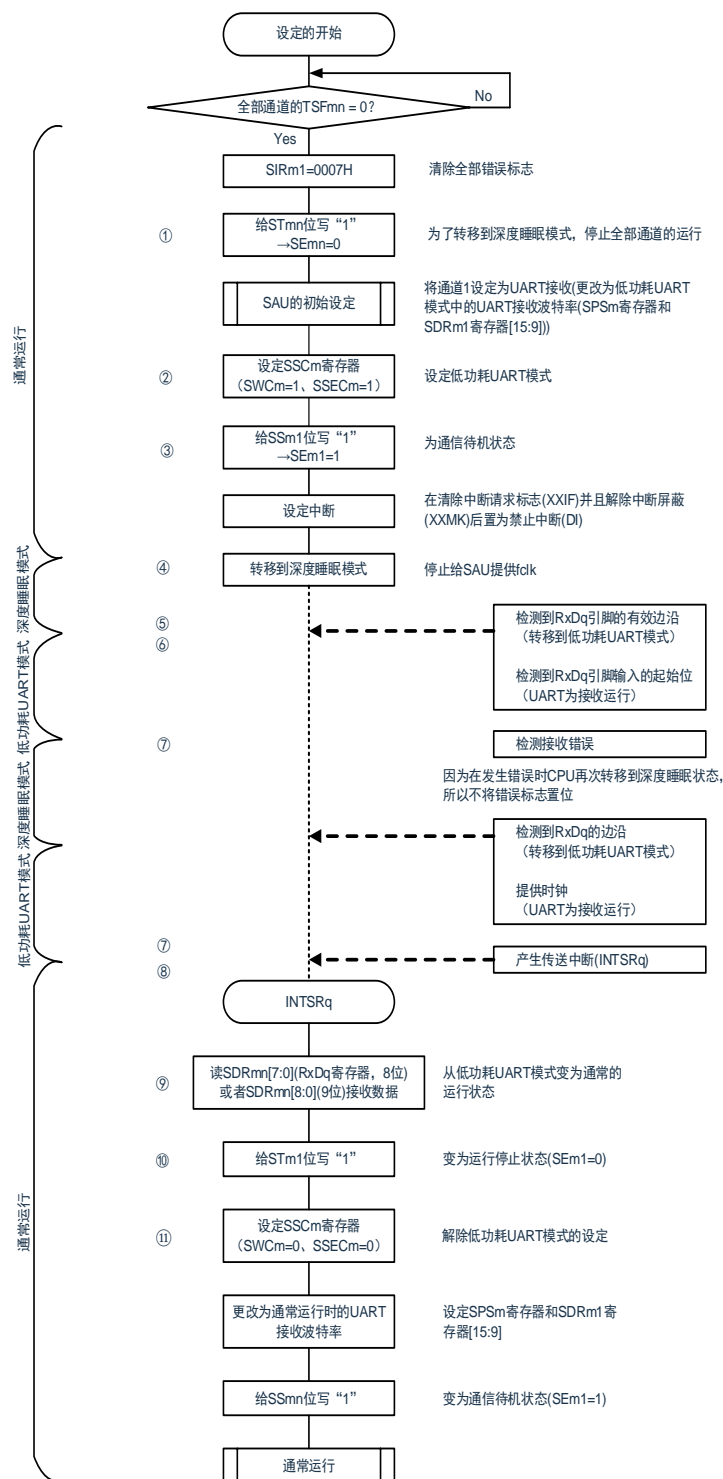 设定的开始
No
全部通道的TSFmn = 0?
Yes
SIRm1=0007H
清除全部错误标志
①
给STmn位写“1”
→SEmn=0
为了转移到深度睡眠模式，停止全部通道的运行
SAU的初始设定
将通道1设定为UART接收(更改为低功耗UART
模式中的UART接收波特率(SPSm寄存器和
SDRm1寄存器[15:9]))
通常运行
②
设定SSCm寄存器
（SWCm=1、SSECm=1）
设定低功耗UART模式
③
给SSm1位写“1”
→SEm1=1
为通信待机状态
设定中断
在清除中断请求标志(XXIF)并且解除中断屏蔽
(XXMK)后置为禁止中断(DI)
④
转移到深度睡眠模式
停止给SAU提供fclk
深度睡眠模式
⑤
⑥
检测到RxDq引脚的有效边沿
（转移到低功耗UART模式）
检测到RxDq引脚输入的起始位
（UART为接收运行）
低功耗UART模式
⑦
检测接收错误
因为在发生错误时CPU再次转移到深度睡眠状态，
所以不将错误标志置位
深度睡眠模式
检测到RxDq的边沿
（转移到低功耗UART模式）
提供时钟
（UART为接收运行）
低功耗UART模式
⑦
⑧
产生传送中断(INTSRq)
INTSRq
⑨
读SDRmn[7:0](RxDq寄存器，8位)
或者SDRmn[8:0](9位)接收数据
从低功耗UART模式变为通常的
运行状态
⑩
给STm1位写“1”
变为运行停止状态(SEm1=0)
通常运行
⑪
设定SSCm寄存器
（SWCm=0、SSECm=0）
解除低功耗UART模式的设定
更改为通常运行时的UART
接收波特率
设定SPSm寄存器和SDRm1寄
存器[15:9]
给SSmn位写“1”
变为通信待机状态(SEm1=1)
通常运行